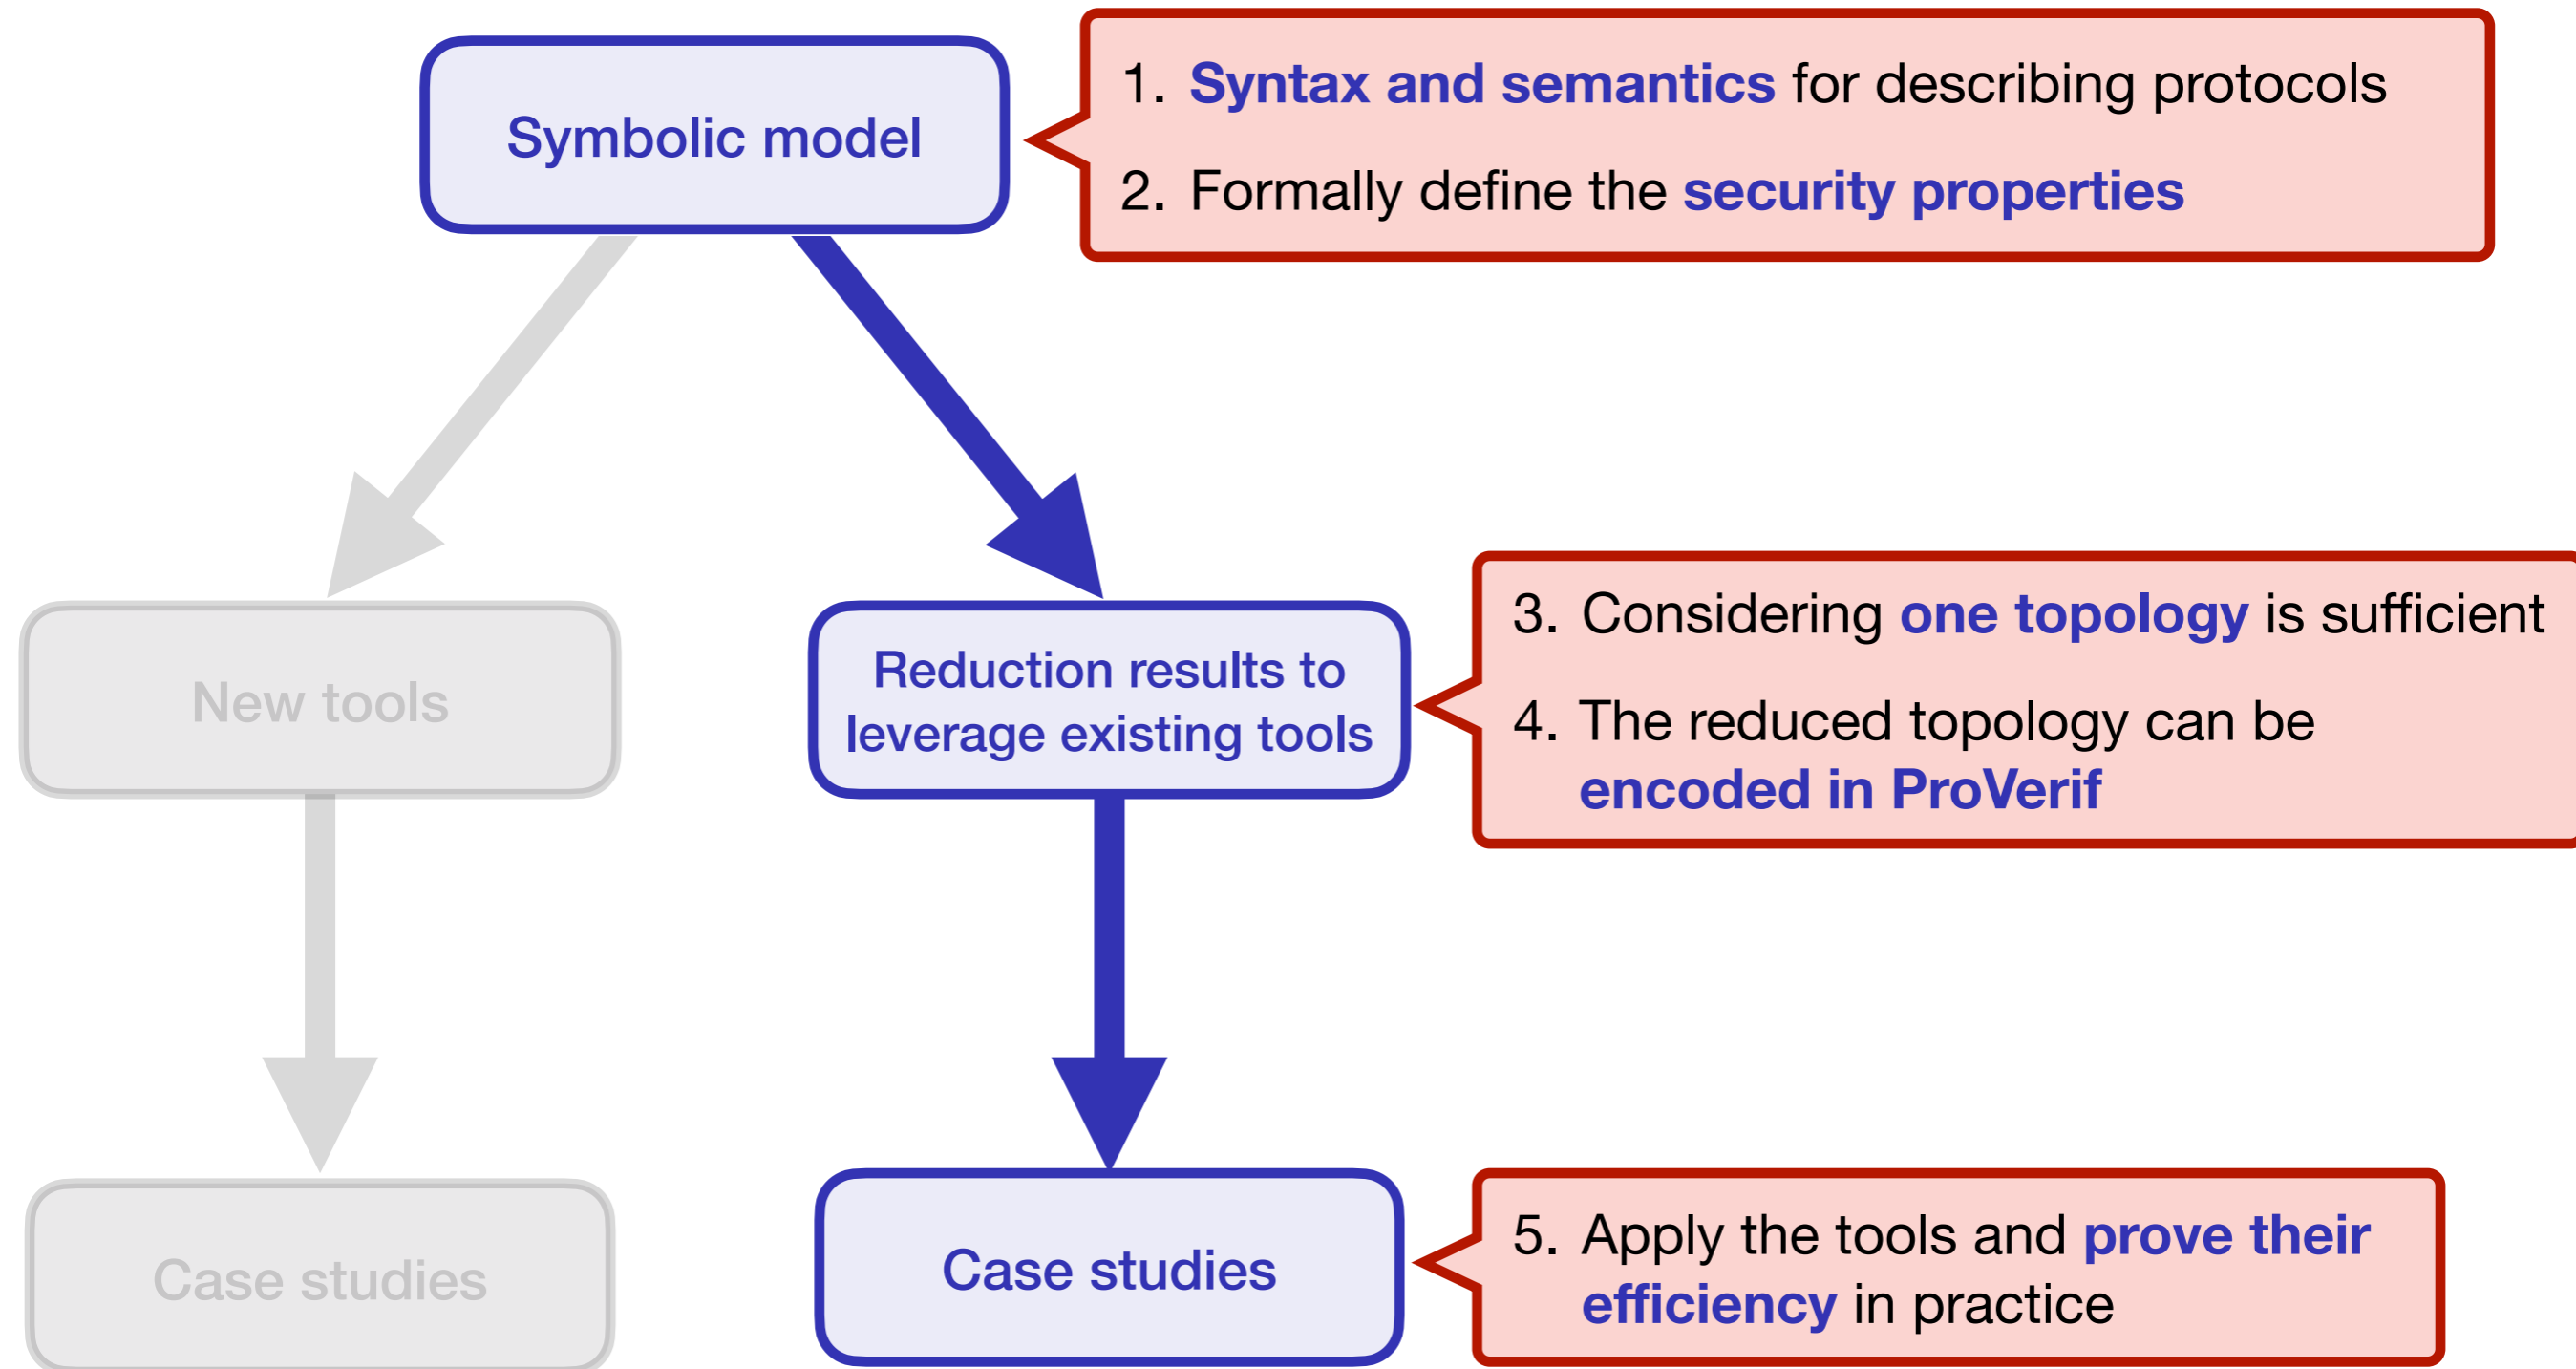 Symbolic model
1. Syntax and semantics for describing protocols
2. Formally define the security properties
New tools
Reduction results to
leverage existing tools
3. Considering one topology is sufficient
4. The reduced topology can be
encoded in ProVerif
Case studies
Case studies
5. Apply the tools and prove their
efficiency in practice